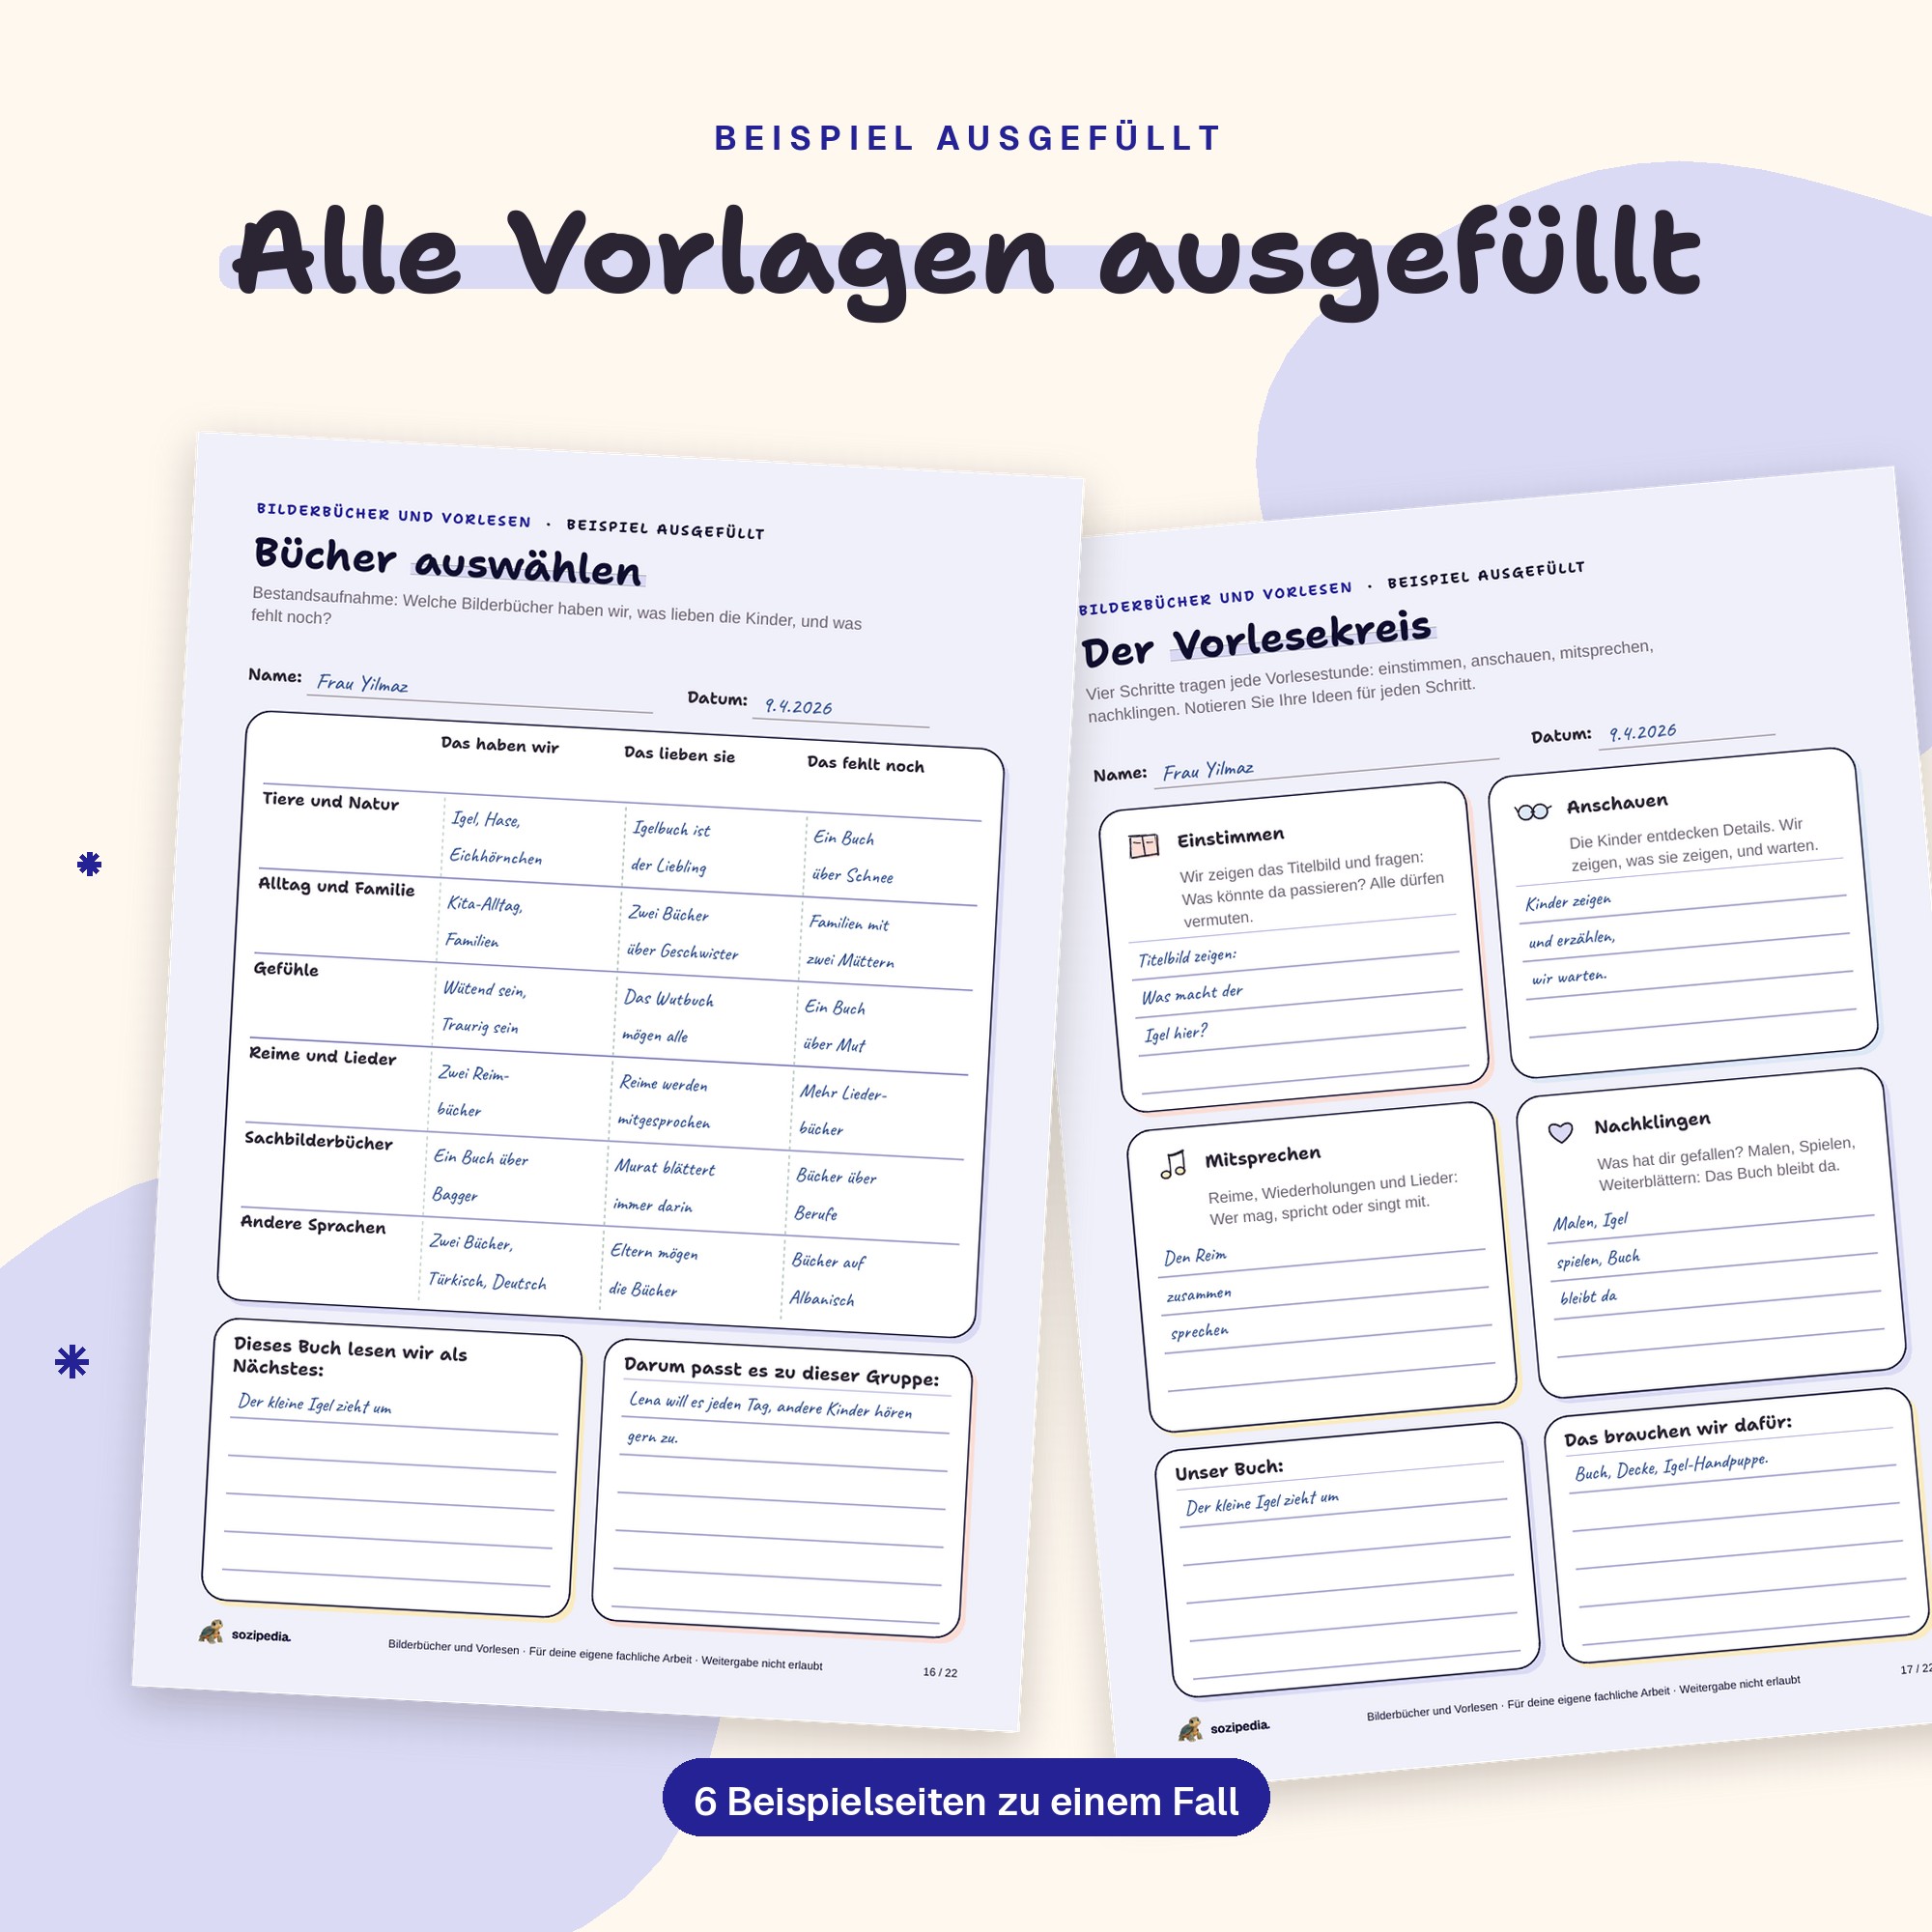 BEISPIEL AUSGEFÜLLT
Alle Vorlagen ausgefüllt
BILDERBÜCHER UND VORLESEN · BEISPIEL AUSGEFÜLLT
Bücher auswählen
Bestandsaufnahme: Welche Bilderbücher haben wir, was lieben die Kinder, und was
fehlt noch?
Name: Frau Yilmaz Datum: 9.4.2026
Das haben wir Das lieben sie Das fehlt noch
Tiere und Natur
Igel, Hase,
Eichhörnchen
Igelbuch ist
der Liebling
Ein Buch
über Schnee
Alltag und Familie
Kita-Alltag,
Familien
Zwei Bücher
über Geschwister
Familien mit
zwei Müttern
Gefühle
Wütend sein,
Traurig sein
Das Wutbuch
mögen alle
Ein Buch
über Mut
Reime und Lieder
Zwei Reim-
bücher
Reime werden
mitgesprochen
Mehr Lieder-
bücher
Sachbilderbücher
Ein Buch über
Bagger
Murat blättert
immer darin
Bücher über
Berufe
Andere Sprachen
Zwei Bücher,
Türkisch, Deutsch
Eltern mögen
die Bücher
Bücher auf
Albanisch
Dieses Buch lesen wir als
Nächstes:
Der kleine Igel zieht um
Darum passt es zu dieser Gruppe:
Lena will es jeden Tag, andere Kinder hören
gern zu.
sozipedia.
Bilderbücher und Vorlesen · Für deine eigene fachliche Arbeit · Weitergabe nicht erlaubt
16 / 22
BILDERBÜCHER UND VORLESEN · BEISPIEL AUSGEFÜLLT
Der Vorlesekreis
Vier Schritte tragen jede Vorlesestunde: einstimmen, anschauen, mitsprechen,
nachklingen. Notieren Sie Ihre Ideen für jeden Schritt.
Name: Frau Yilmaz Datum: 9.4.2026
Einstimmen
Wir zeigen das Titelbild und fragen:
Was könnte da passieren? Alle dürfen
vermuten.
Titelbild zeigen:
Was macht der
Igel hier?
Anschauen
Die Kinder entdecken Details. Wir
zeigen, was sie zeigen, und warten.
Kinder zeigen
und erzählen,
wir warten.
Mitsprechen
Reime, Wiederholungen und Lieder:
Wer mag, spricht oder singt mit.
Den Reim
zusammen
sprechen
Nachklingen
Was hat dir gefallen? Malen, Spielen,
Weiterblättern: Das Buch bleibt da.
Malen, Igel
spielen, Buch
bleibt da
Unser Buch:
Der kleine Igel zieht um
Das brauchen wir dafür:
Buch, Decke, Igel-Handpuppe.
sozipedia.
Bilderbücher und Vorlesen · Für deine eigene fachliche Arbeit · Weitergabe nicht erlaubt
17 / 22
6 Beispielseiten zu einem Fall